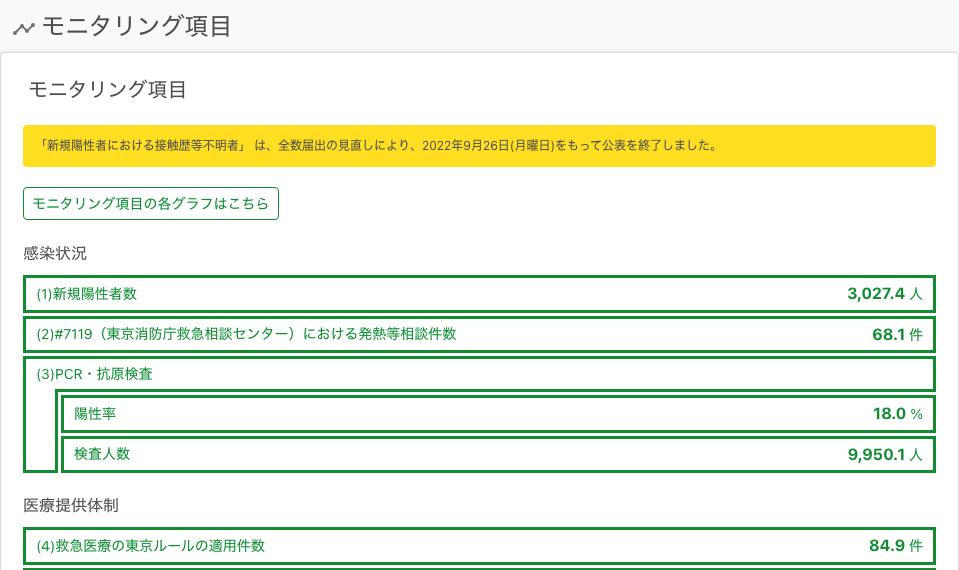 モニタリング項目
モニタリング項目
「新規陽性者における接触歴等不明者」 は、全数届出の見直しにより、2022年9月26日(月曜日)をもって公表を終了しました。
モニタリング項目の各グラフはこちら
感染状況
(1)新規陽性者数 3,027.4 人
(2)#7119（東京消防庁救急相談センター）における発熱等相談件数 68.1 件
(3)PCR・抗原検査
陽性率 18.0 %
検査人数 9,950.1 人
医療提供体制
(4)救急医療の東京ルールの適用件数 84.9 件